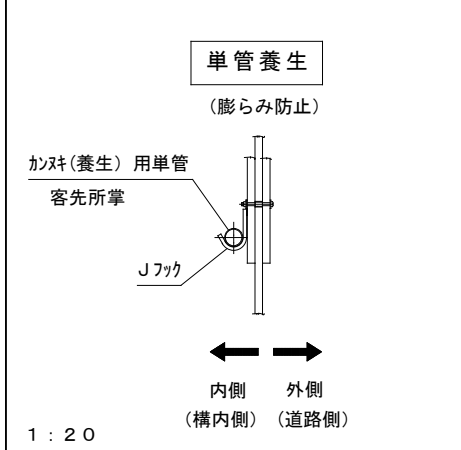 単管養生
（膨らみ防止）
ｶﾝﾇｷ(養生）用単管
客先所掌
Ｊﾌｯｸ
内側 外側
（構内側）（道路側）
１：２０